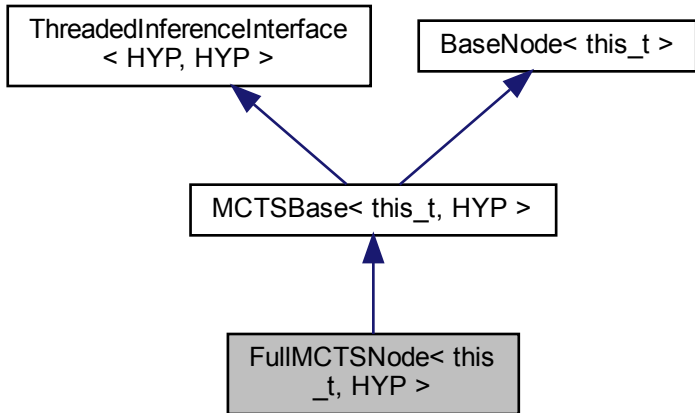 ThreadedInferenceInterface
< HYP, HYP >
BaseNode< this_t >
MCTSBase< this_t, HYP >
FullMCTSNode< this
_t, HYP >